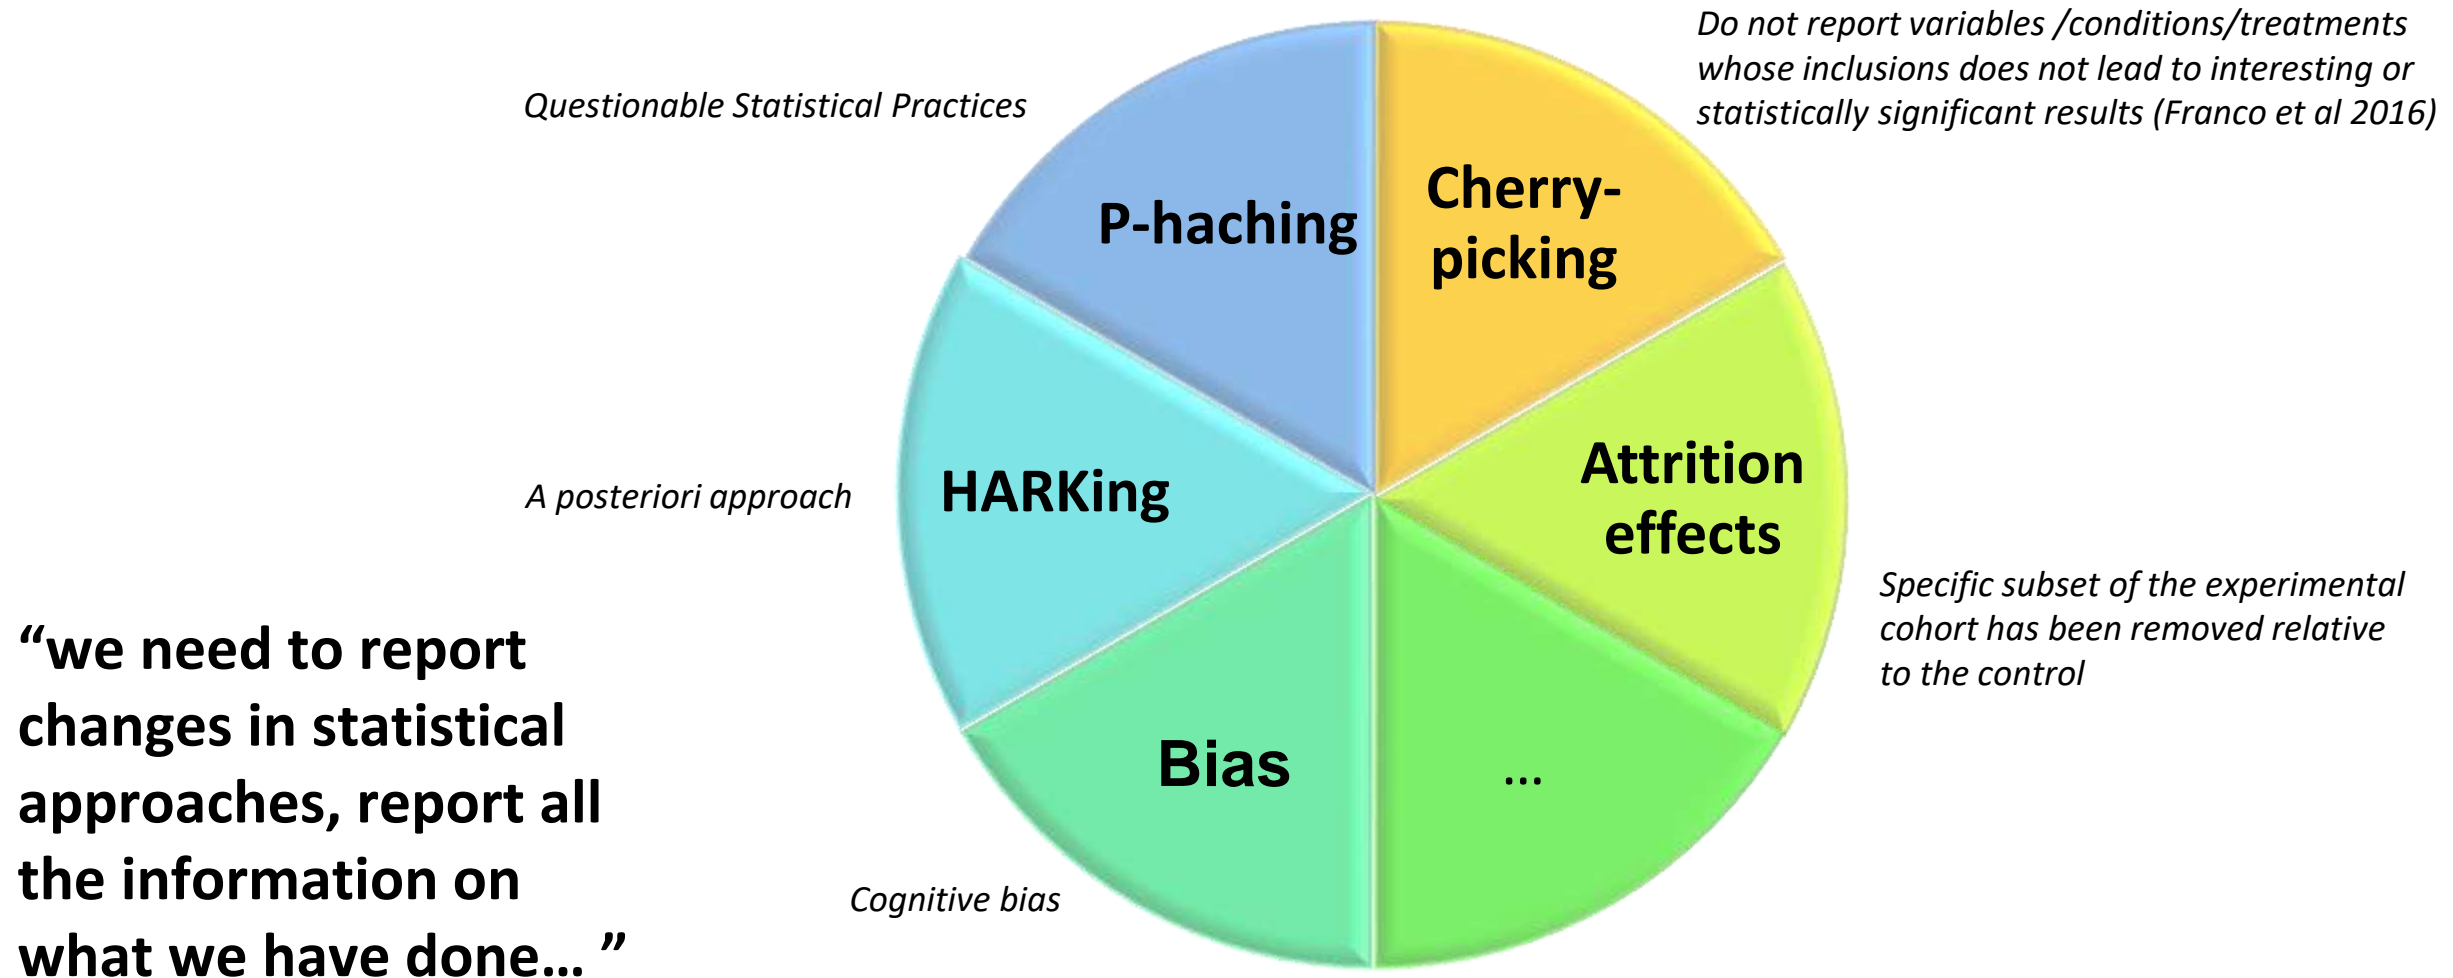 Do not report variables /conditions/treatments
whose inclusions does not lead to interesting or
statistically significant results (Franco et al 2016)
Questionable Statistical Practices
Cherry-
picking
P-haching
Attrition
effects
HARKing
A posteriori approach
Specific subset of the experimental
cohort has been removed relative
to the control
“we need to report
changes in statistical
approaches, report all
the information on
what we have done... ”
Bias
...
Cognitive bias